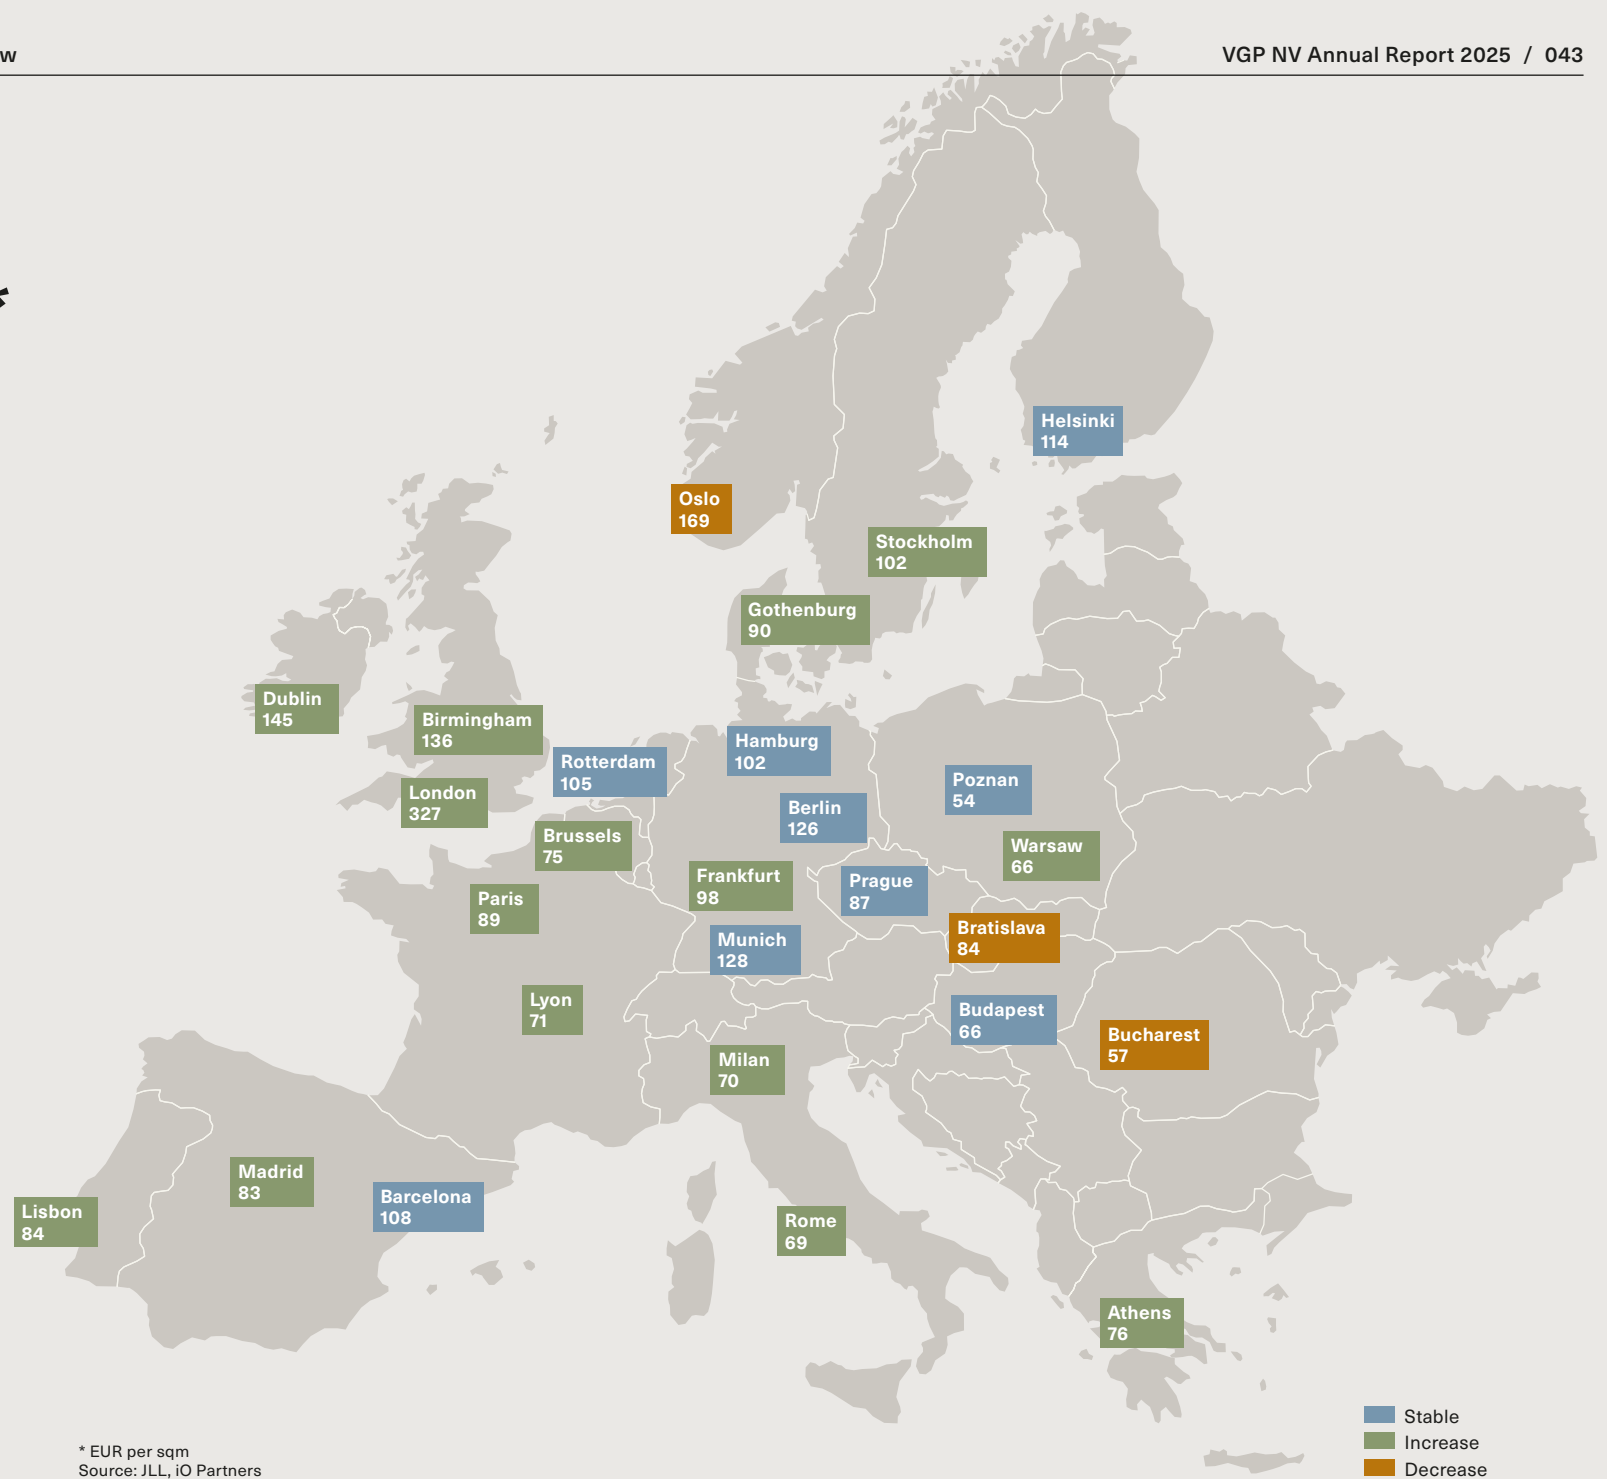 w
VGP NV Annual Report 2025 / 043
*
Helsinki
114
Oslo
169
Stockholm
102
Gothenburg
90
Dublin
145
Birmingham
136
Hamburg
102
Rotterdam
105
Poznan
54
London
327
Berlin
126
Brussels
75
Warsaw
66
Frankfurt
98
Prague
87
Paris
89
Bratislava
84
Munich
128
Lyon
71
Budapest
66
Bucharest
57
Milan
70
Madrid
83
Barcelona
108
Lisbon
84
Rome
69
Athens
76
Stable
Increase
Decrease
* EUR per sqm
Source: JLL, iO Partners